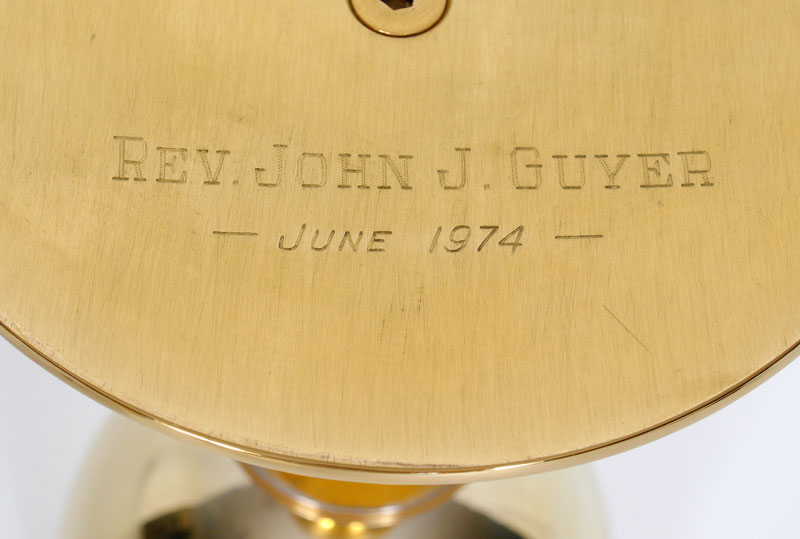 REV. JOHN J. GUYER
— JUNE 1974 —